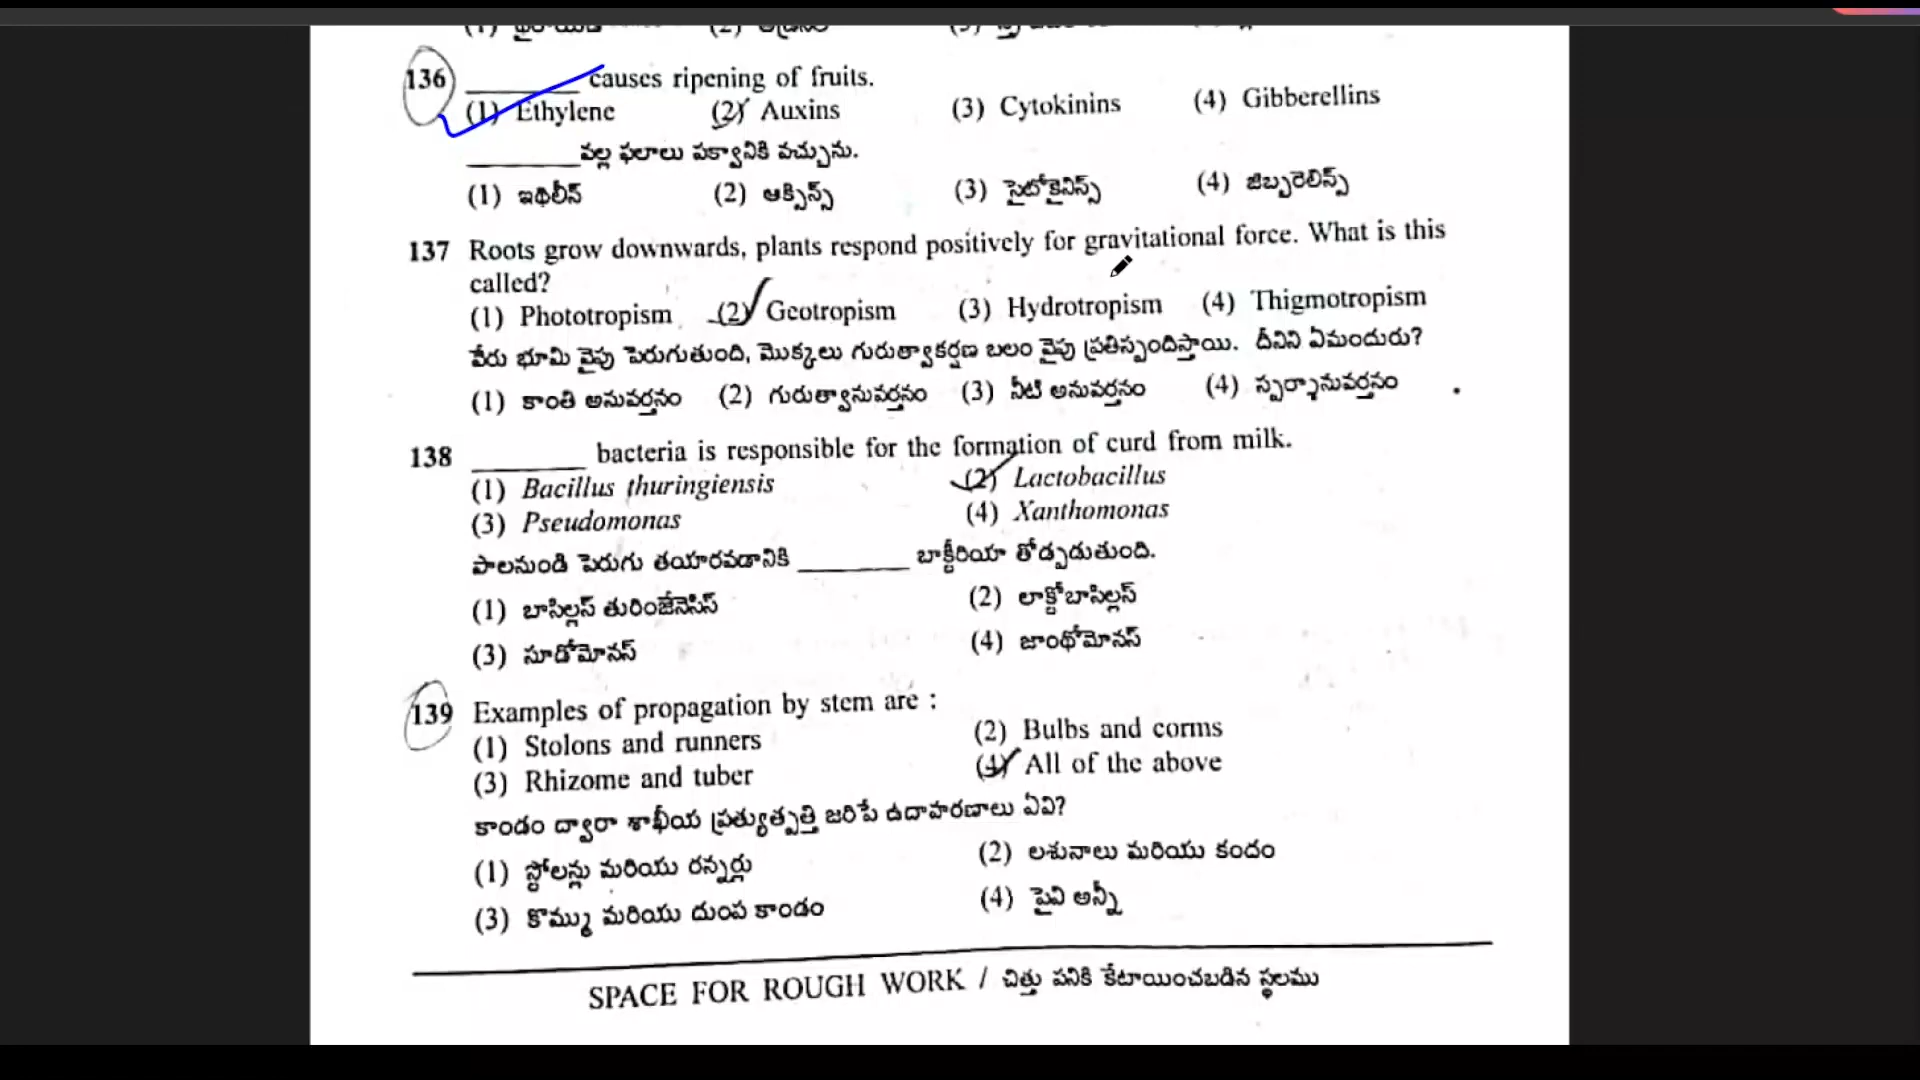 136 ________ causes ripening of fruits.
(1) Ethylene (2) Auxins (3) Cytokinins (4) Gibberellins
________ వల్ల ఫలాలు పక్వానికి వచ్చును.
(1) ఇథిలీన్ (2) ఆక్సిన్స్ (3) సైటోకైనిన్స్ (4) జిబ్బరెలిన్స్
137 Roots grow downwards, plants respond positively for gravitational force. What is this
called?
(1) Phototropism (2) Geotropism (3) Hydrotropism (4) Thigmotropism
వేరు భూమి వైపు పెరుగుతుంది, మొక్కలు గురుత్వాకర్షణ బలం వైపు ప్రతిస్పందిస్తాయి. దీనిని ఏమందురు?
(1) కాంతి అనువర్తనం (2) గురుత్వానువర్తనం (3) నీటి అనువర్తనం (4) స్పర్శానువర్తనం
138 ________ bacteria is responsible for the formation of curd from milk.
(1) Bacillus thuringiensis (2) Lactobacillus
(3) Pseudomonas (4) Xanthomonas
పాలనుండి పెరుగు తయారవడానికి ________ బాక్టీరియా తోడ్పడుతుంది.
(1) బాసిల్లస్ తురింజేనెసిస్ (2) లాక్టోబాసిల్లస్
(3) సూడోమోనస్ (4) జాంథోమోనస్
139 Examples of propagation by stem are :
(1) Stolons and runners (2) Bulbs and corms
(3) Rhizome and tuber (4) All of the above
కాండం ద్వారా శాఖీయ ప్రత్యుత్పత్తి జరిపే ఉదాహరణాలు ఏవి?
(1) స్టోలన్లు మరియు రన్నర్లు (2) లశునాలు మరియు కందం
(3) కొమ్ము మరియు దుంప కాండం (4) పైవి అన్నీ
SPACE FOR ROUGH WORK / చిత్తు పనికి కేటాయించబడిన స్థలము